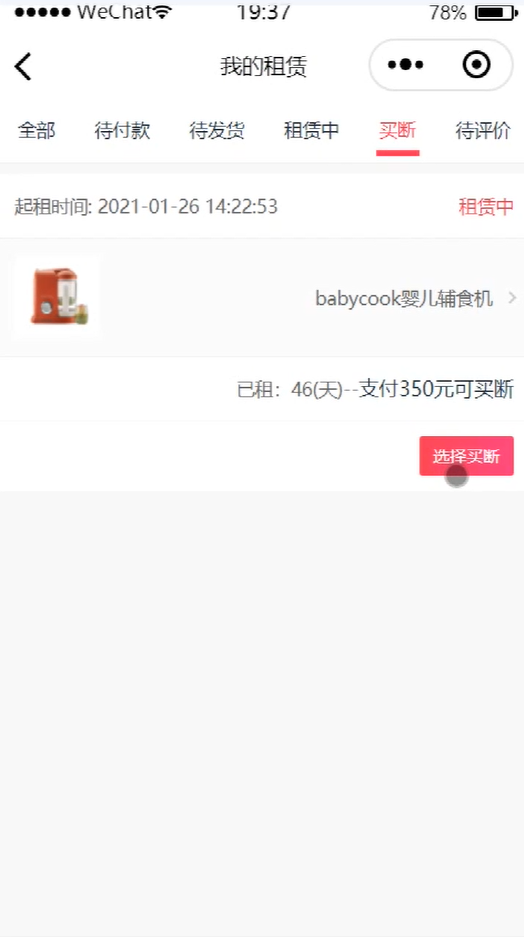 WeChat 19:37 78%
我的租赁
全部 待付款 待发货 租赁中 买断 待评价
起租时间: 2021-01-26 14:22:53 租赁中
babycook婴儿辅食机
已租：46(天)--支付350元可买断
选择买断